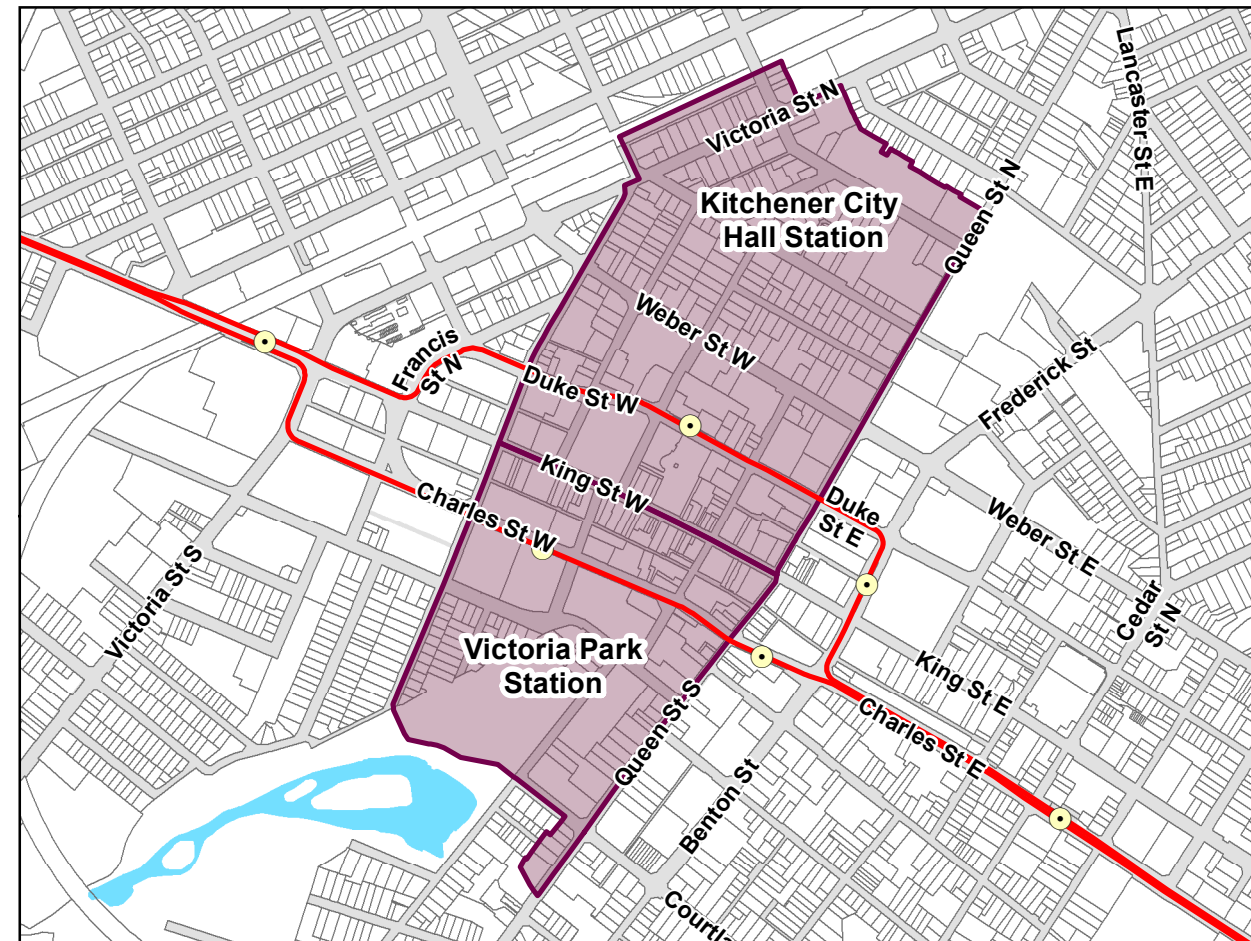 Lancaster St E
Victoria St N
Queen St N
Kitchener City
Hall Station
Weber St W
Francis
St N
Frederick St
Duke St W
King St W
Duke
St E
Charles St W
Weber St E
Victoria St S
Cedar
St N
Victoria Park
Station
King St E
Queen St S
Charles St E
Benton St
Courtl